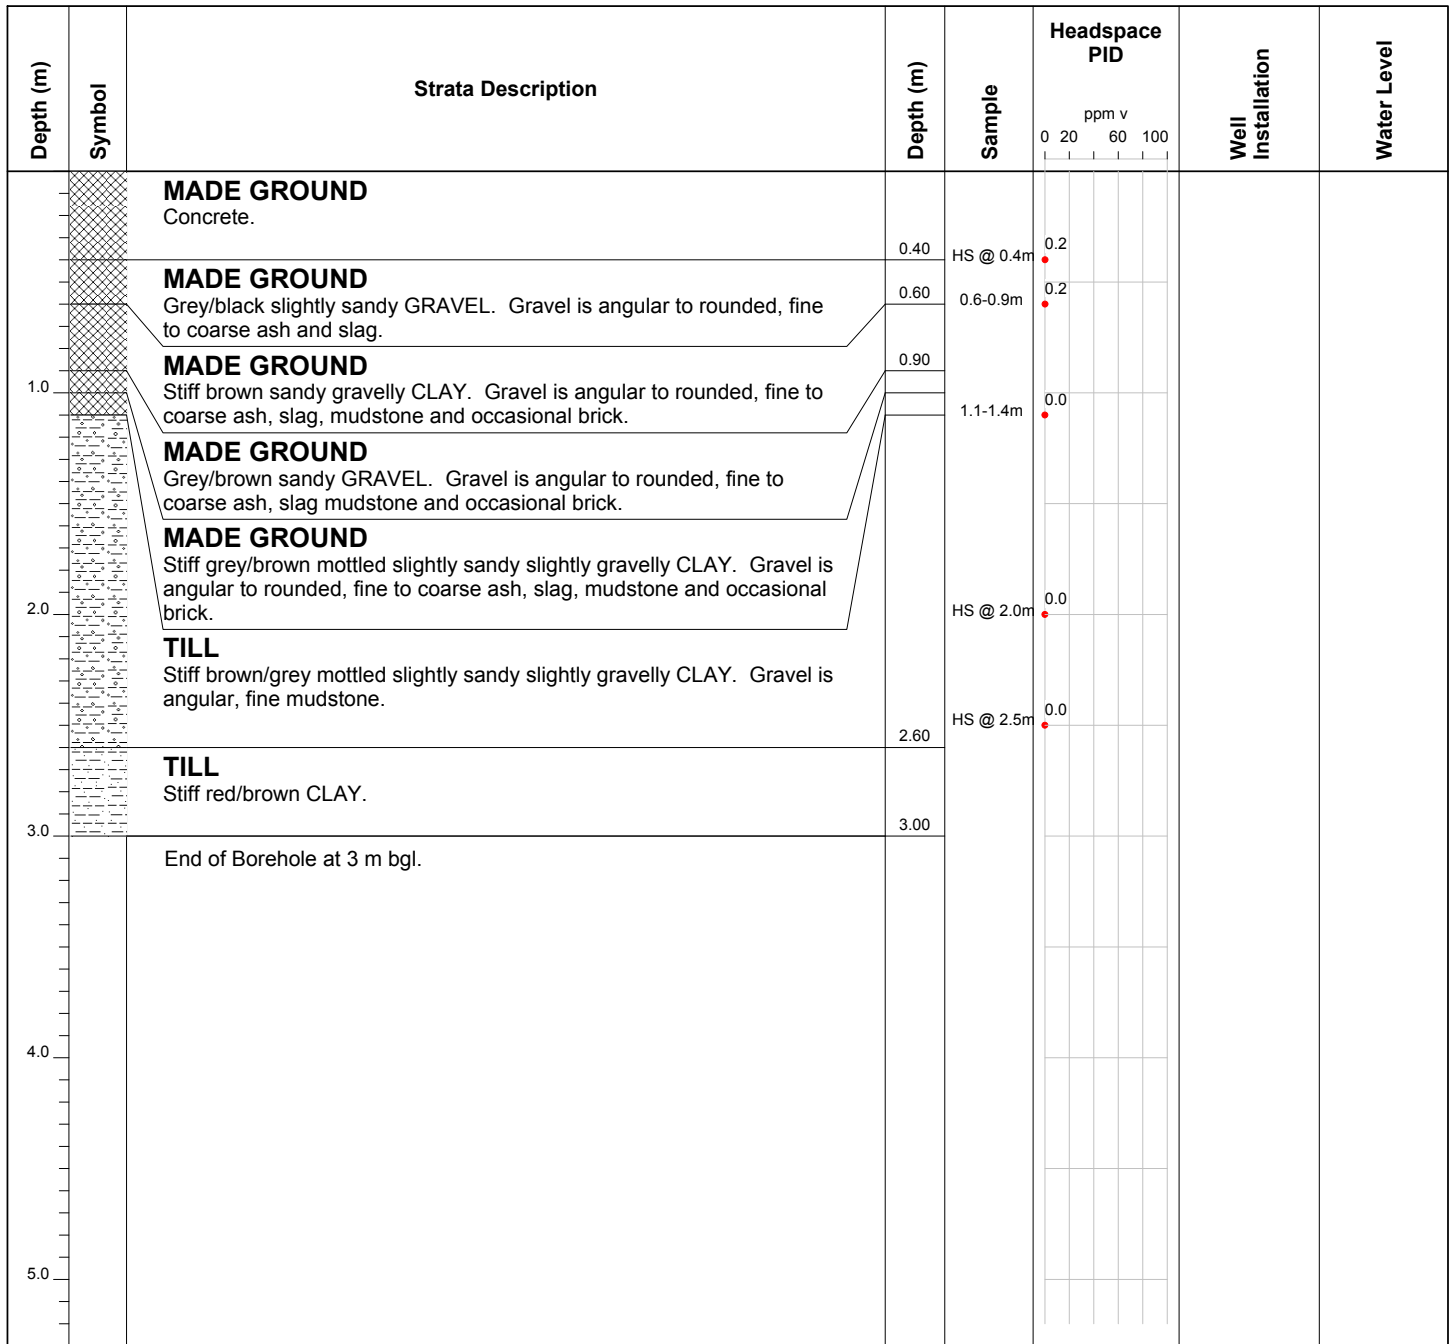 Depth (m)
Symbol
Strata Description
Depth (m)
Sample
Headspace
PID
ppm v
0 20 60 100
Well
Installation
Water Level
MADE GROUND
Concrete.
0.40
HS @ 0.4m
0.2
MADE GROUND
Grey/black slightly sandy GRAVEL. Gravel is angular to rounded, fine
to coarse ash and slag.
0.60
0.6-0.9m
0.2
MADE GROUND
Stiff brown sandy gravelly CLAY. Gravel is angular to rounded, fine to
coarse ash, slag, mudstone and occasional brick.
0.90
1.0
1.1-1.4m
0.0
MADE GROUND
Grey/brown sandy GRAVEL. Gravel is angular to rounded, fine to
coarse ash, slag mudstone and occasional brick.
MADE GROUND
Stiff grey/brown mottled slightly sandy slightly gravelly CLAY. Gravel is
angular to rounded, fine to coarse ash, slag, mudstone and occasional
brick.
2.0
HS @ 2.0m
0.0
TILL
Stiff brown/grey mottled slightly sandy slightly gravelly CLAY. Gravel is
angular, fine mudstone.
HS @ 2.5m
0.0
2.60
TILL
Stiff red/brown CLAY.
3.0
3.00
End of Borehole at 3 m bgl.
4.0
5.0